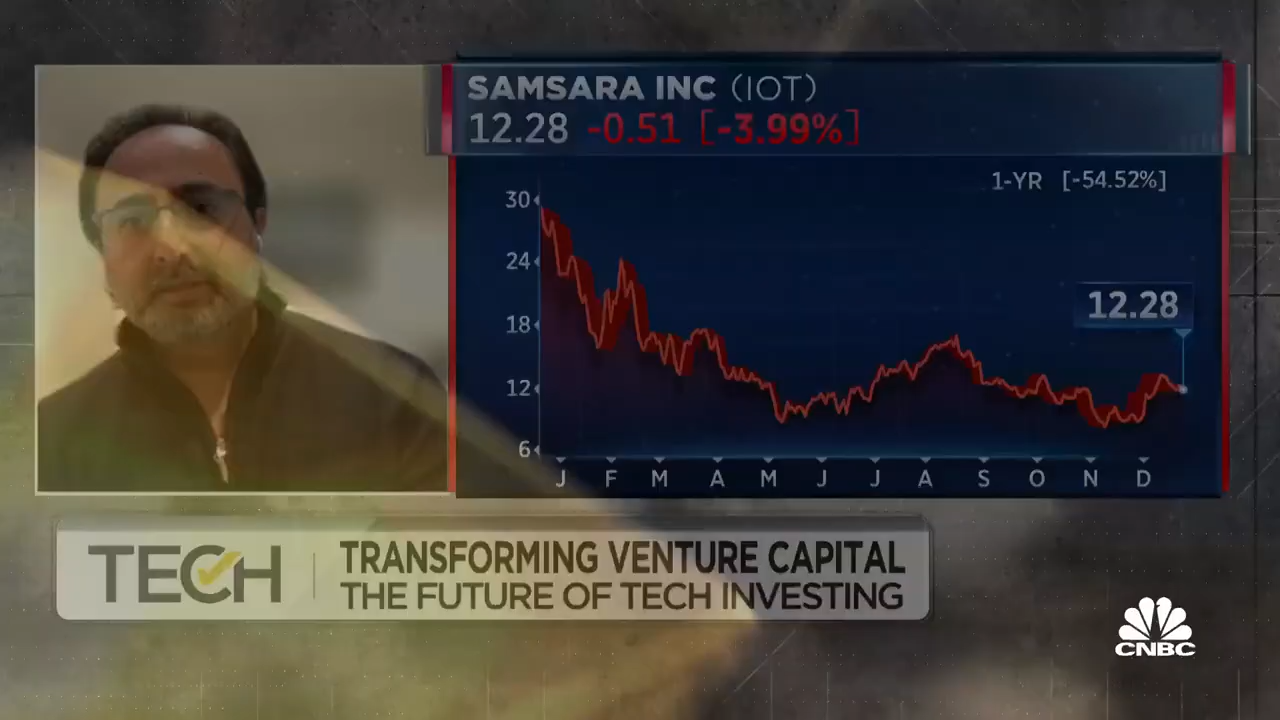 SAMSARA INC (IOT)
12.28 -0.51 [-3.99%]
1-YR [-54.52%]
30
24
18
12
6
12.28
J F M A M J J A S O N D
TECH
TRANSFORMING VENTURE CAPITAL
THE FUTURE OF TECH INVESTING
CNBC